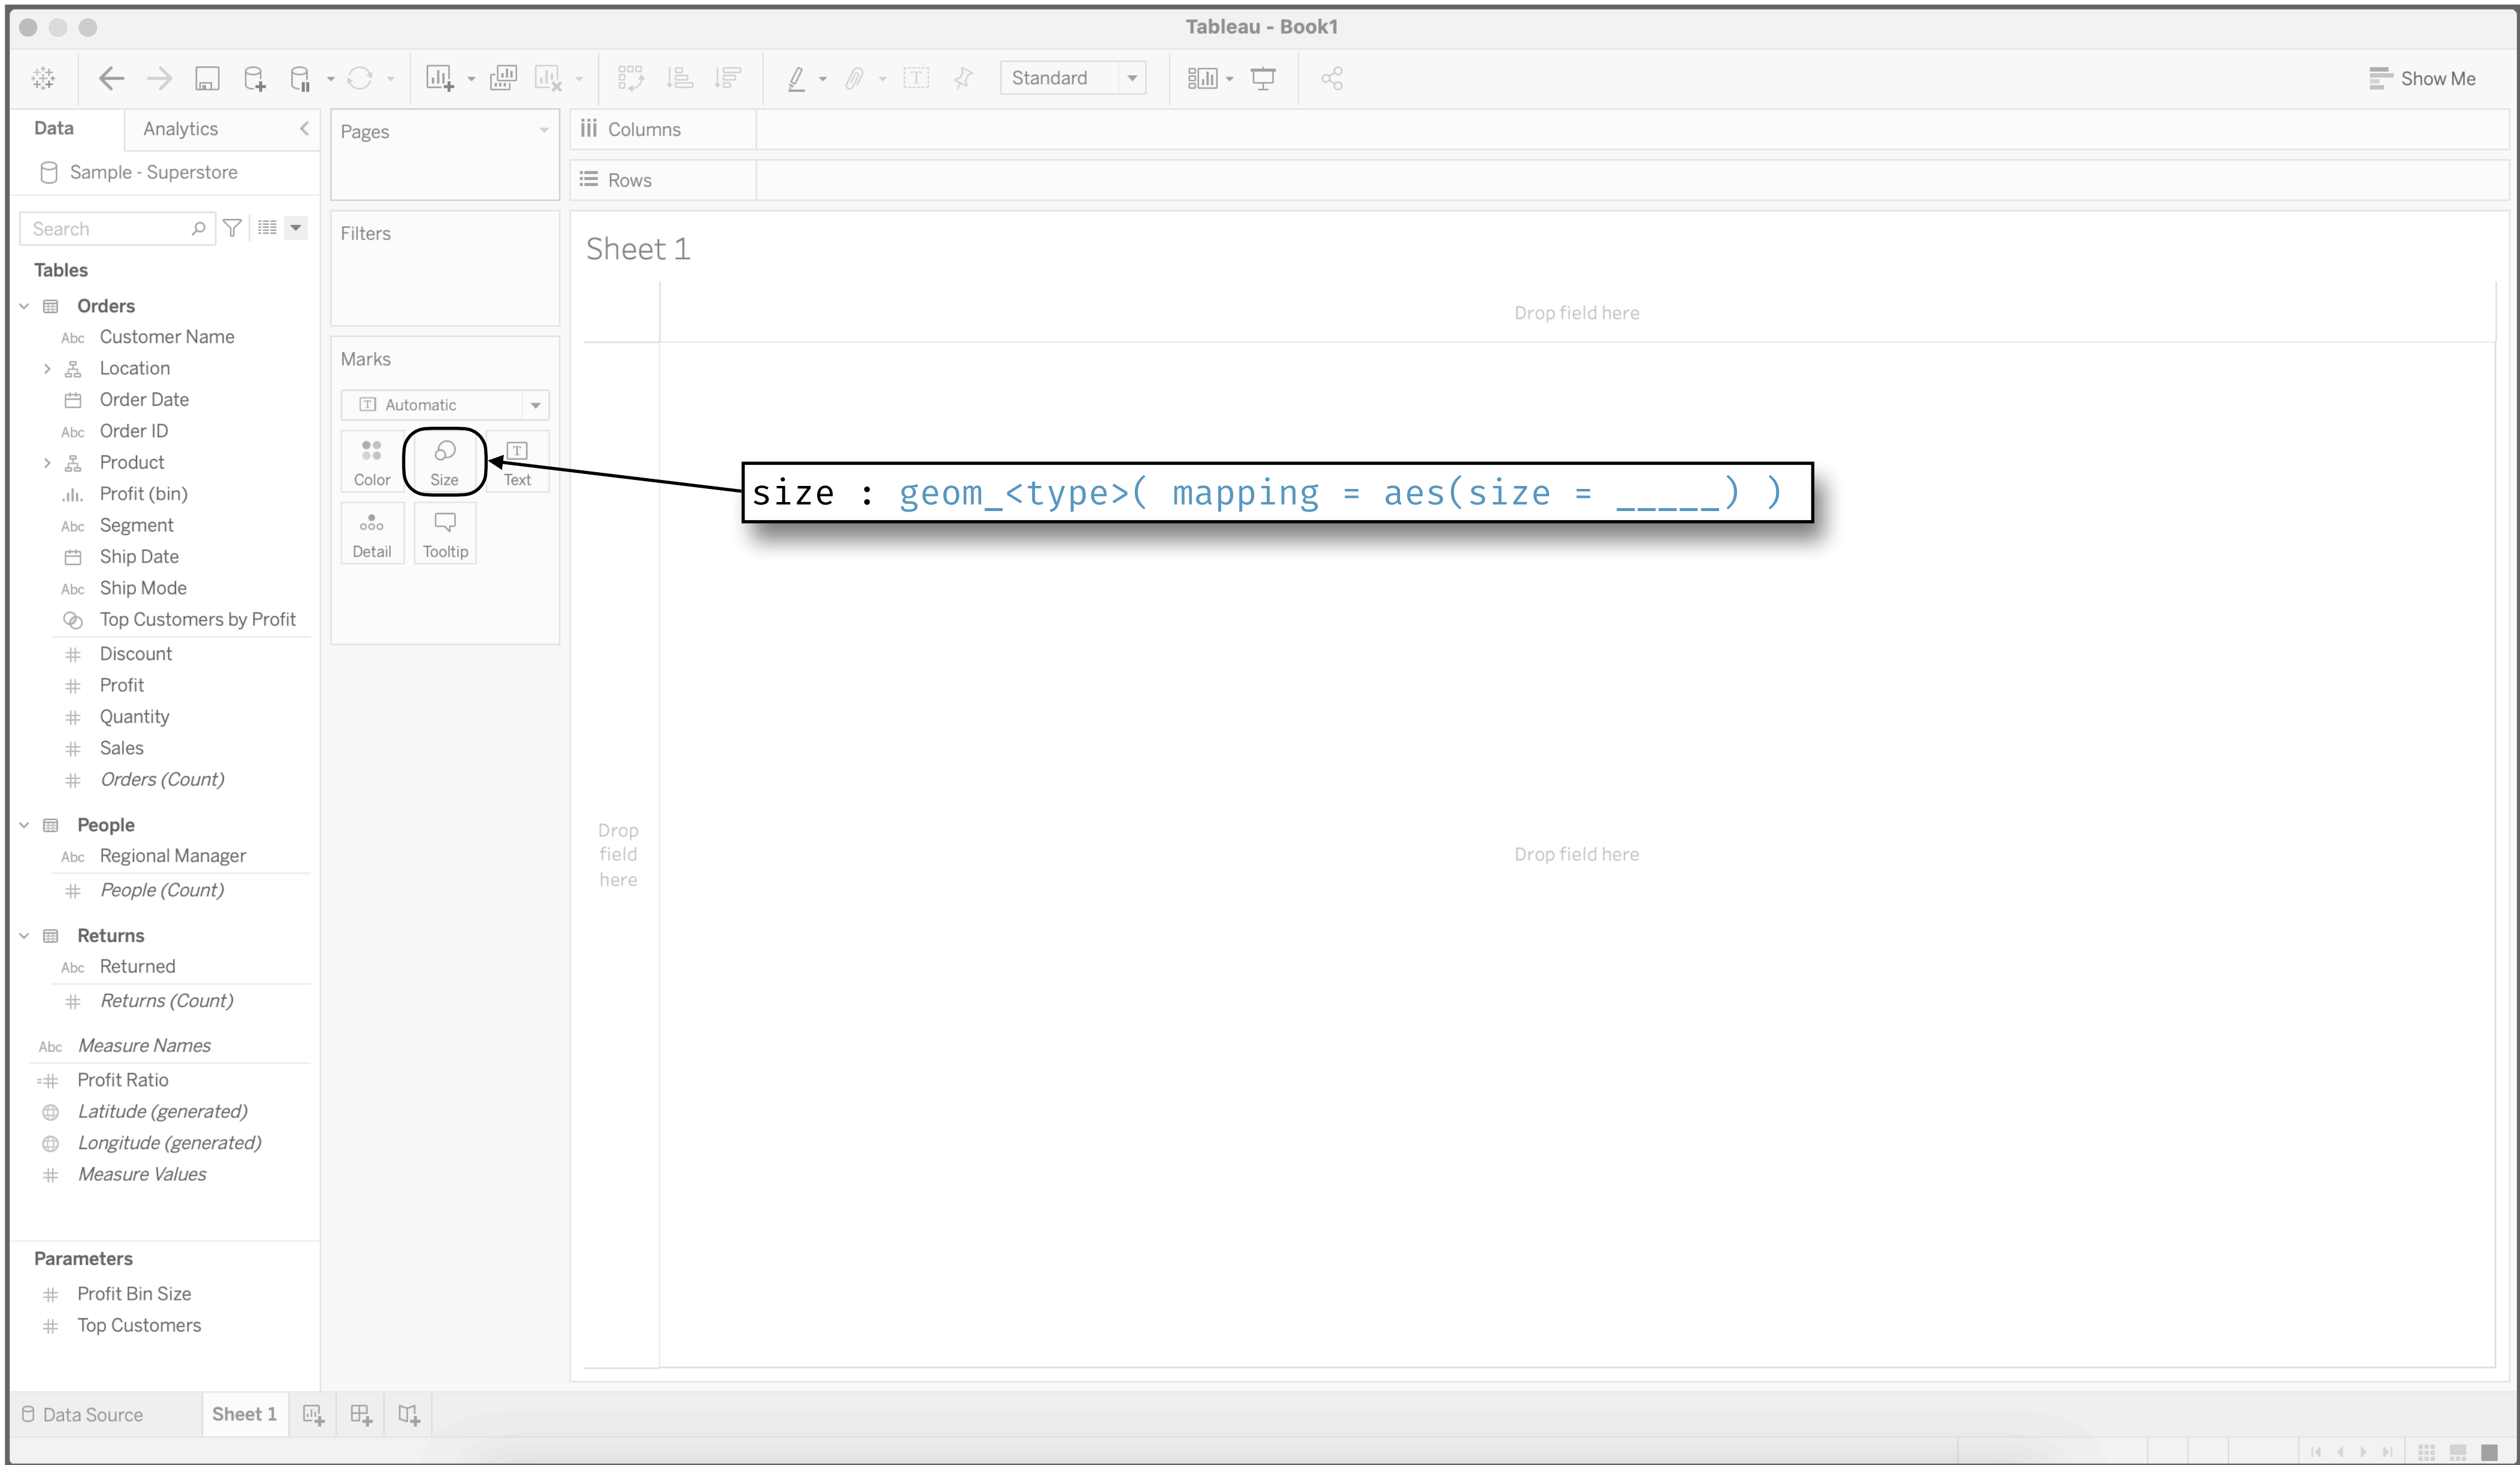 Tableau - Book1
Standard
Show Me
Data
Analytics
Sample - Superstore
Search
Tables
Orders
Abc Customer Name
Location
Order Date
Abc Order ID
Product
Profit (bin)
Abc Segment
Ship Date
Abc Ship Mode
Top Customers by Profit
# Discount
# Profit
# Quantity
# Sales
# Orders (Count)
People
Abc Regional Manager
# People (Count)
Returns
Abc Returned
# Returns (Count)
Abc Measure Names
=# Profit Ratio
Latitude (generated)
Longitude (generated)
# Measure Values
Parameters
# Profit Bin Size
# Top Customers
Pages
Filters
Marks
T Automatic
Color
Size
T
Text
Detail
Tooltip
Columns
Rows
Sheet 1
Drop field here
size : geom_<type>( mapping = aes(size = _____) )
Drop
field
here
Drop field here
Data Source
Sheet 1